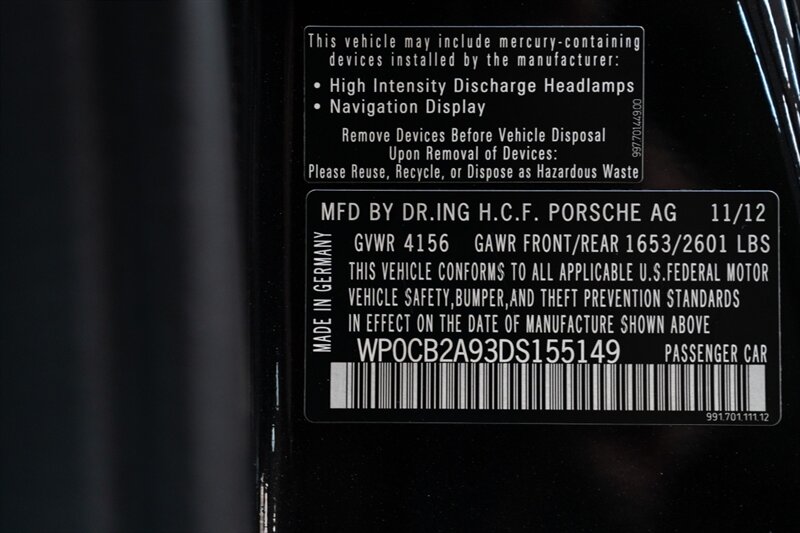 This vehicle may include mercury-containing
devices installed by the manufacturer:
• High Intensity Discharge Headlamps
• Navigation Display
Remove Devices Before Vehicle Disposal
Upon Removal of Devices:
Please Reuse, Recycle, or Dispose as Hazardous Waste
997.701.449.00
MFD BY DR.ING H.C.F. PORSCHE AG 11/12
GVWR 4156 GAWR FRONT/REAR 1653/2601 LBS
THIS VEHICLE CONFORMS TO ALL APPLICABLE U.S.FEDERAL MOTOR
VEHICLE SAFETY,BUMPER,AND THEFT PREVENTION STANDARDS
IN EFFECT ON THE DATE OF MANUFACTURE SHOWN ABOVE
MADE IN GERMANY
WP0CB2A93DS155149 PASSENGER CAR
991.701.111.12